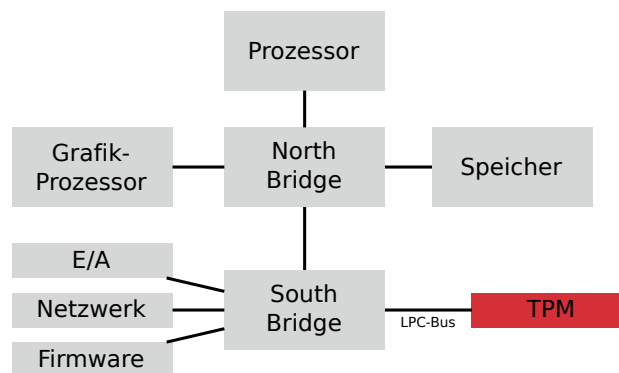 Prozessor
Grafik-
Prozessor
North
Bridge
Speicher
E/A
Netzwerk
Firmware
South
Bridge
LPC-Bus
TPM